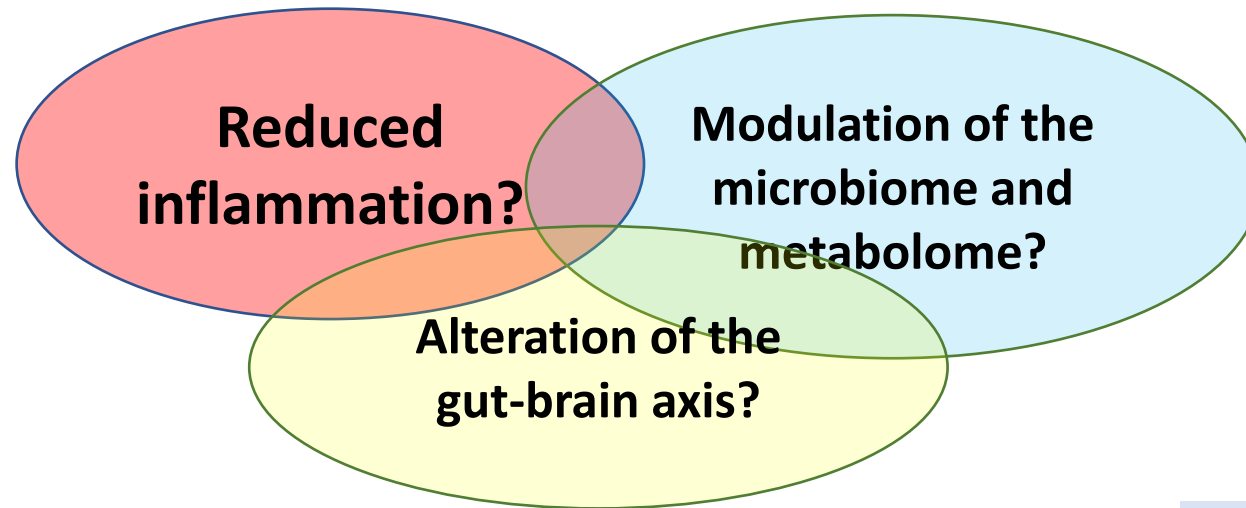 Reduced
inflammation?
Modulation of the
microbiome and
metabolome?
Alteration of the
gut-brain axis?